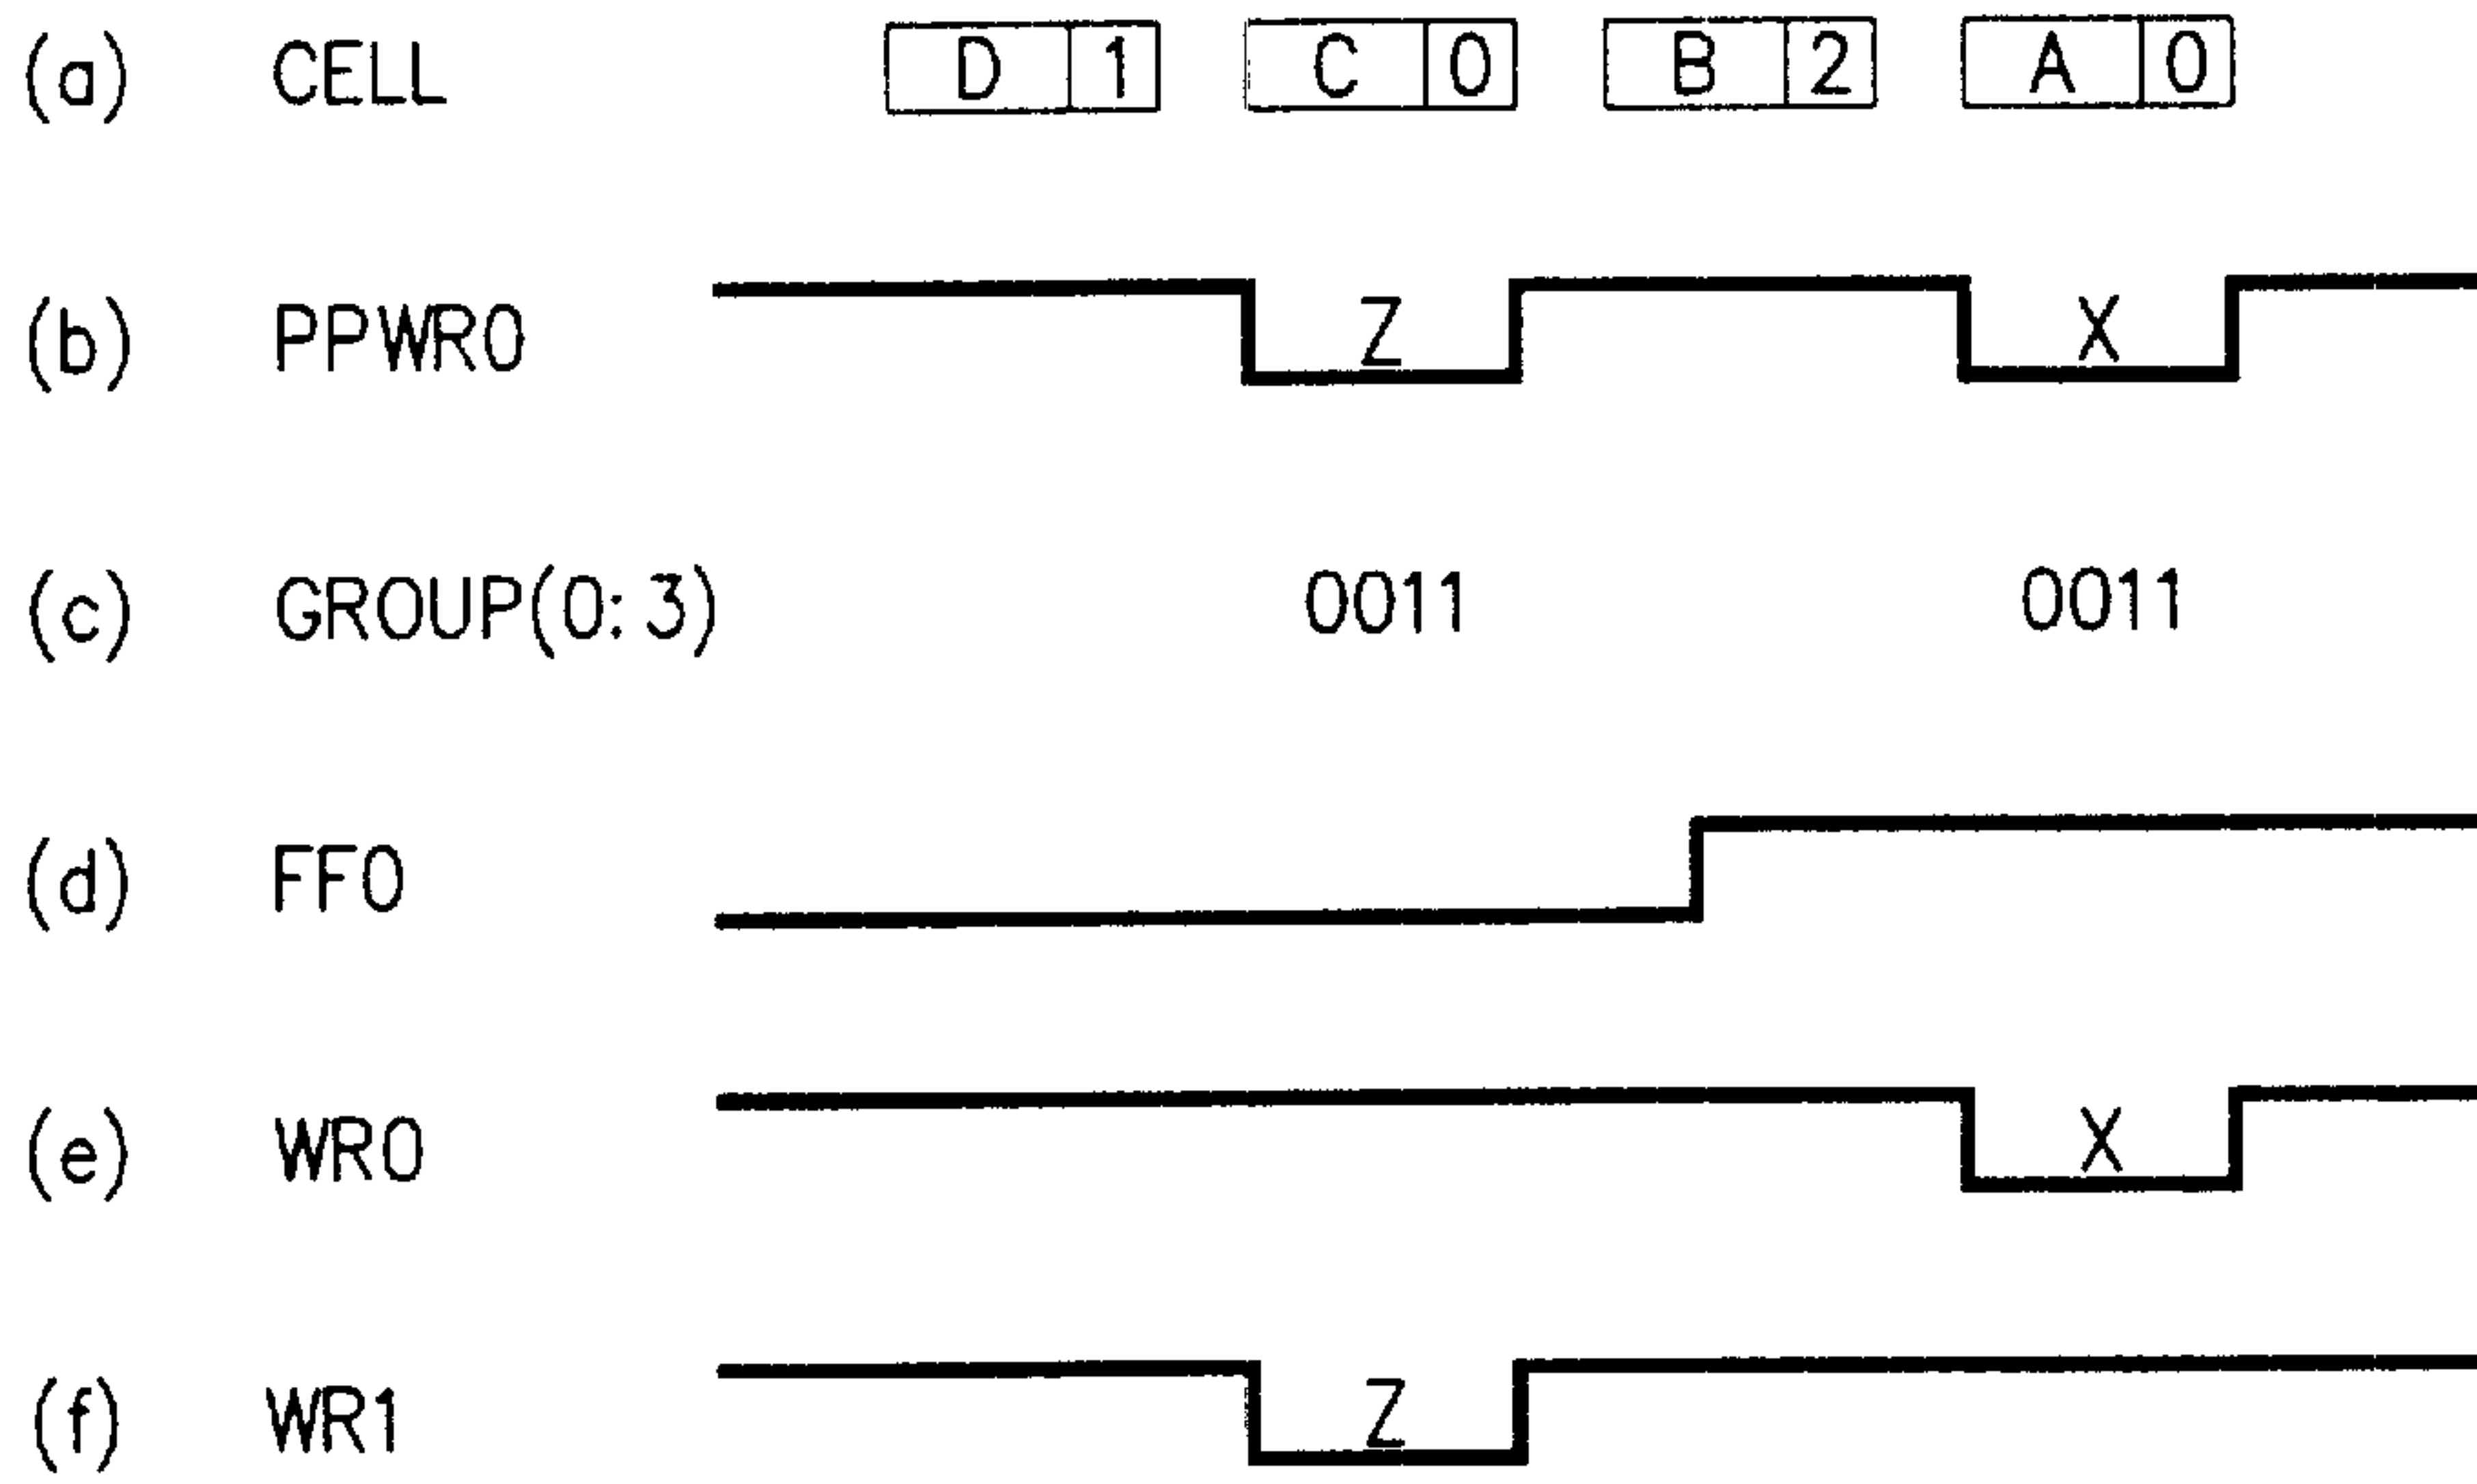 (a) CELL D 1 C 0 B 2 A 0
(b) PPWR0 Z X
(c) GROUP(0:3) 0011 0011
(d) FF0
(e) WR0 X
(f) WR1 Z